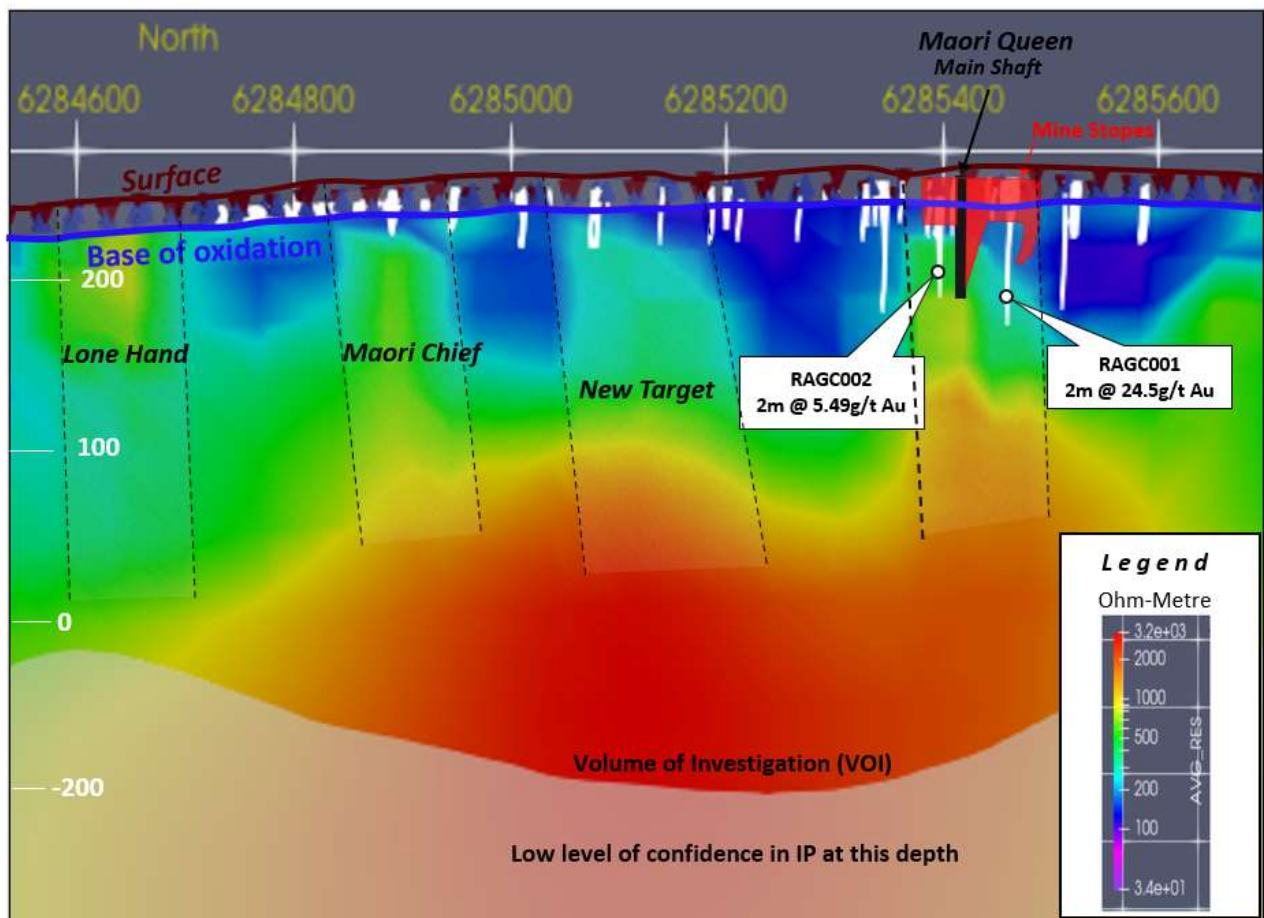 North
6284600
6284800
6285000
6285200
6285400
6285600
Maori Queen
Main Shaft
Mine Stopes
Surface
Base of oxidation
200
Lone Hand
Maori Chief
New Target
RAGC002
2m @ 5.49g/t Au
RAGC001
2m @ 24.5g/t Au
100
0
-200
Volume of Investigation (VOI)
Low level of confidence in IP at this depth
Legend
Ohm-Metre
3.2e+03
2000
1000
500
200
100
3.4e+01
AVG_RES